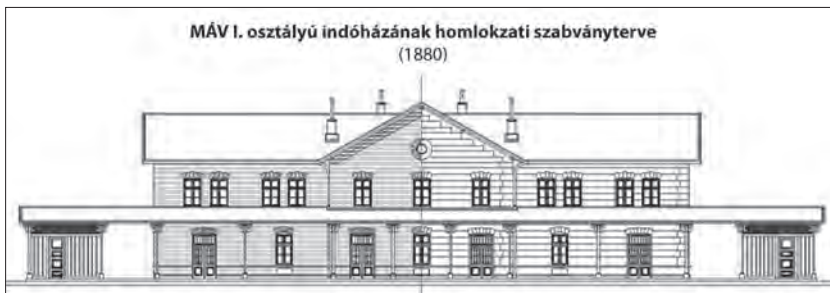 MÁV I. osztályú indóházának homlokzati szabványterve
(1880)